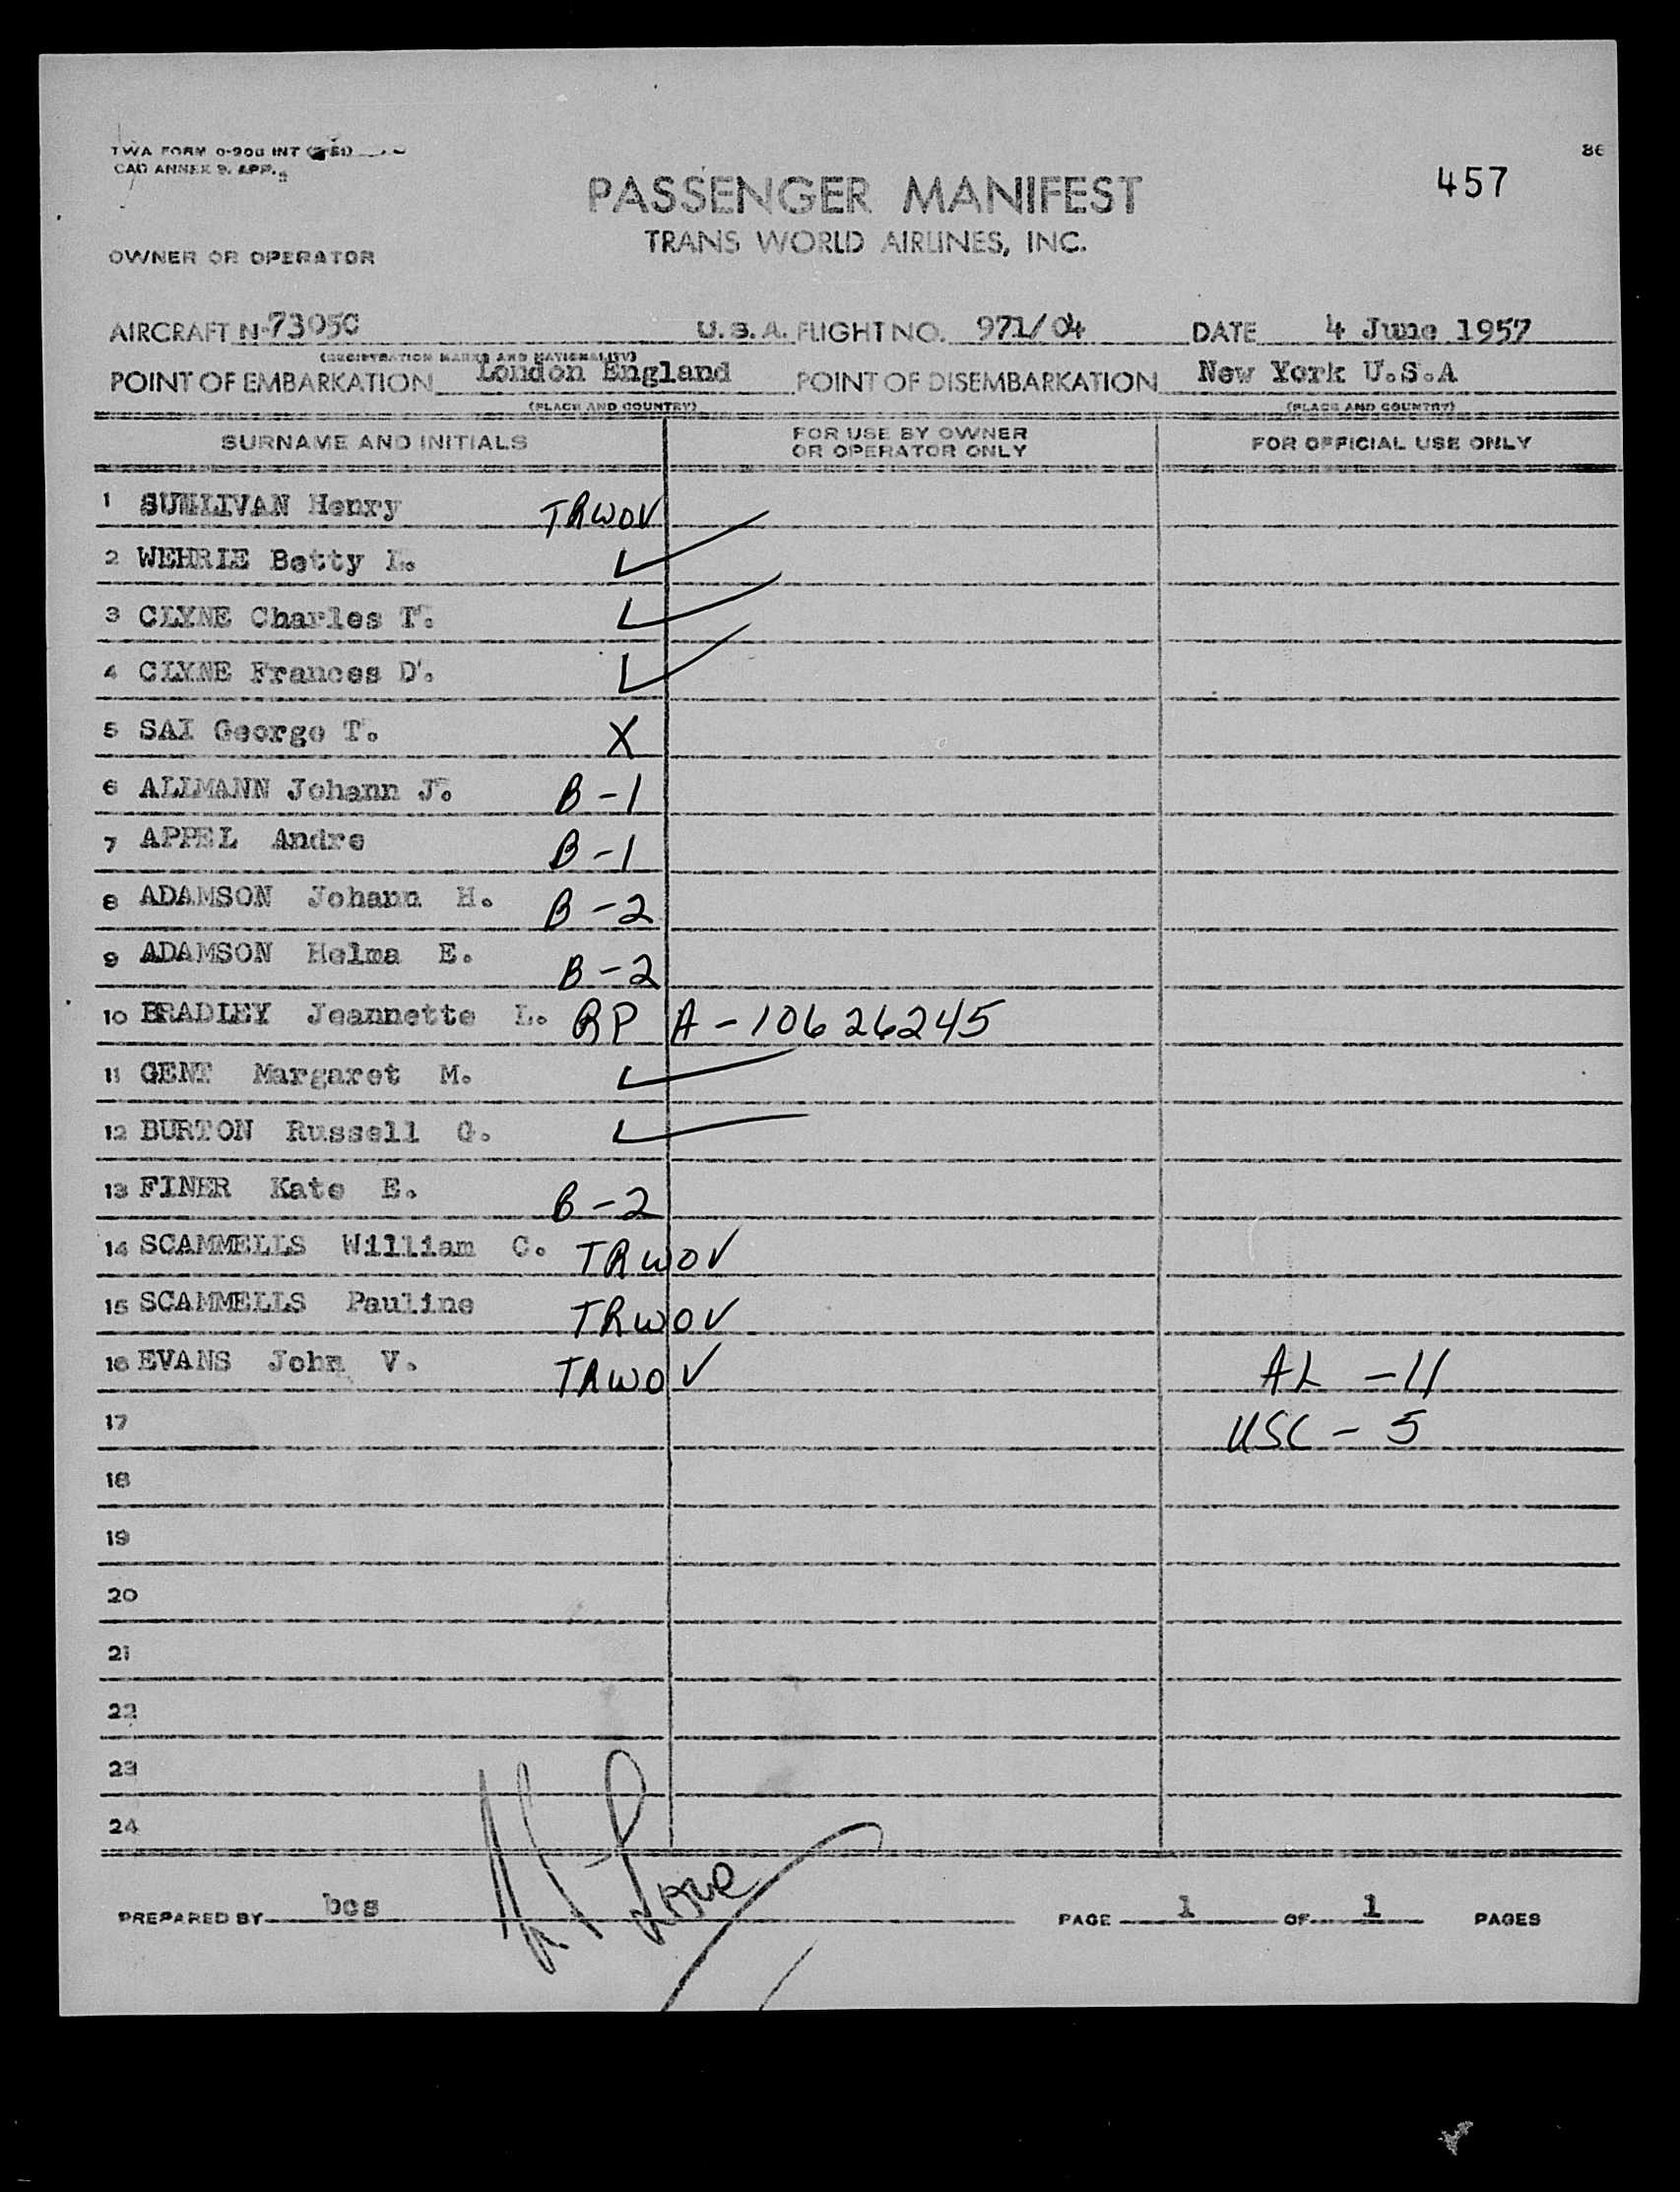 TWA FORM 0-900 INT
CAO ANNEX 9. APP.
86
457
PASSENGER MANIFEST
TRANS WORLD AIRLINES, INC.
OWNER OR OPERATOR
AIRCRAFT N-7305C U.S.A. FLIGHT NO. 971/04 DATE 4 June 1957
(REGISTRATION MARKS AND NATIONALITY)
POINT OF EMBARKATION London England POINT OF DISEMBARKATION New York U.S.A
(PLACE AND COUNTRY) (PLACE AND COUNTRY)
SURNAME AND INITIALS FOR USE BY OWNER OR OPERATOR ONLY FOR OFFICIAL USE ONLY
1 SULLIVAN Henry TRWOV
2 WEHRIE Betty L. ✓
3 CLYNE Charles T. ✓
4 CLYNE Frances D. ✓
5 SAI George T. X
6 ALLMANN Johann J. B-1
7 APPEL Andre B-1
8 ADAMSON Johann H. B-2
9 ADAMSON Helma E. B-2
10 BRADLEY Jeannette L. RP A-10626245
11 GENT Margaret M. ✓
12 BURTON Russell G. ✓
13 FINER Kate E. B-2
14 SCAMMELLS William C. TRWOV
15 SCAMMELLS Pauline TRWOV
16 EVANS John V. TRWOV AL -11
17 USC - 5
18
19
20
21
22
23
24
PREPARED BY bcs PAGE 1 OF 1 PAGES